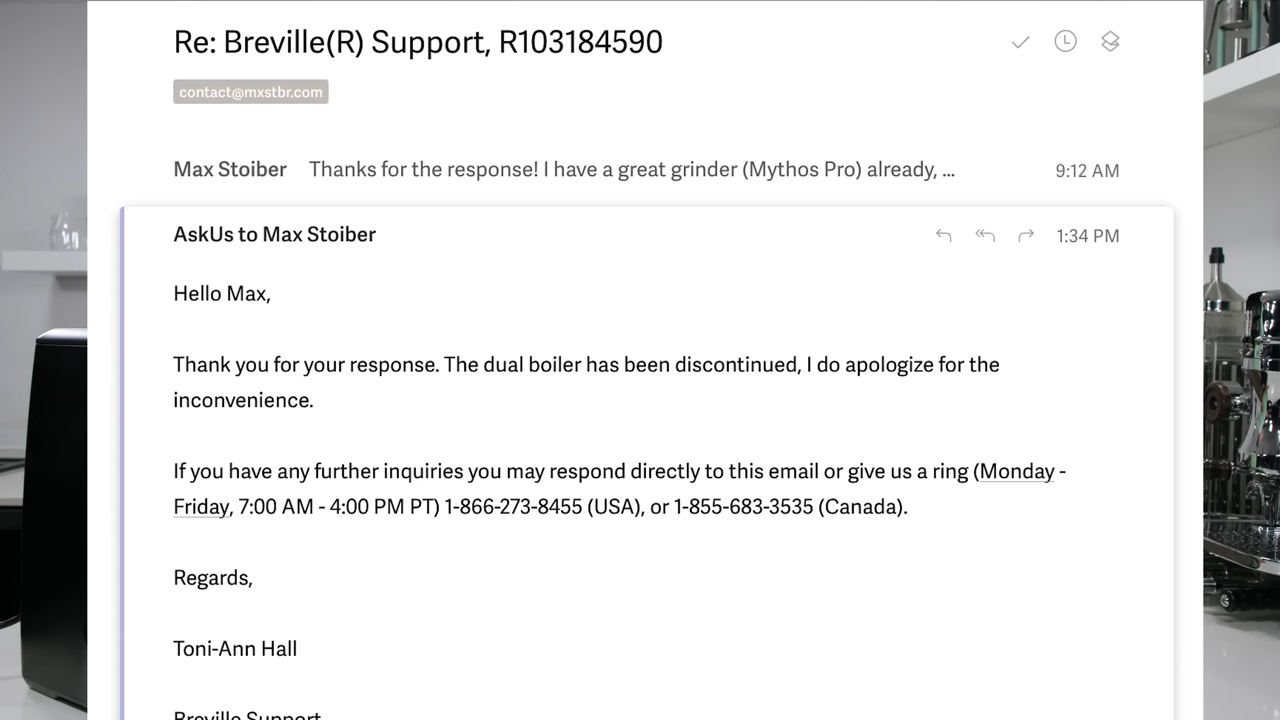 Re: Breville(R) Support, R103184590
contact@mxstbr.com
Max Stoiber Thanks for the response! I have a great grinder (Mythos Pro) already, ... 9:12 AM
AskUs to Max Stoiber 1:34 PM
Hello Max,
Thank you for your response. The dual boiler has been discontinued, I do apologize for the
inconvenience.
If you have any further inquiries you may respond directly to this email or give us a ring (Monday -
Friday, 7:00 AM - 4:00 PM PT) 1-866-273-8455 (USA), or 1-855-683-3535 (Canada).
Regards,
Toni-Ann Hall
Breville Support